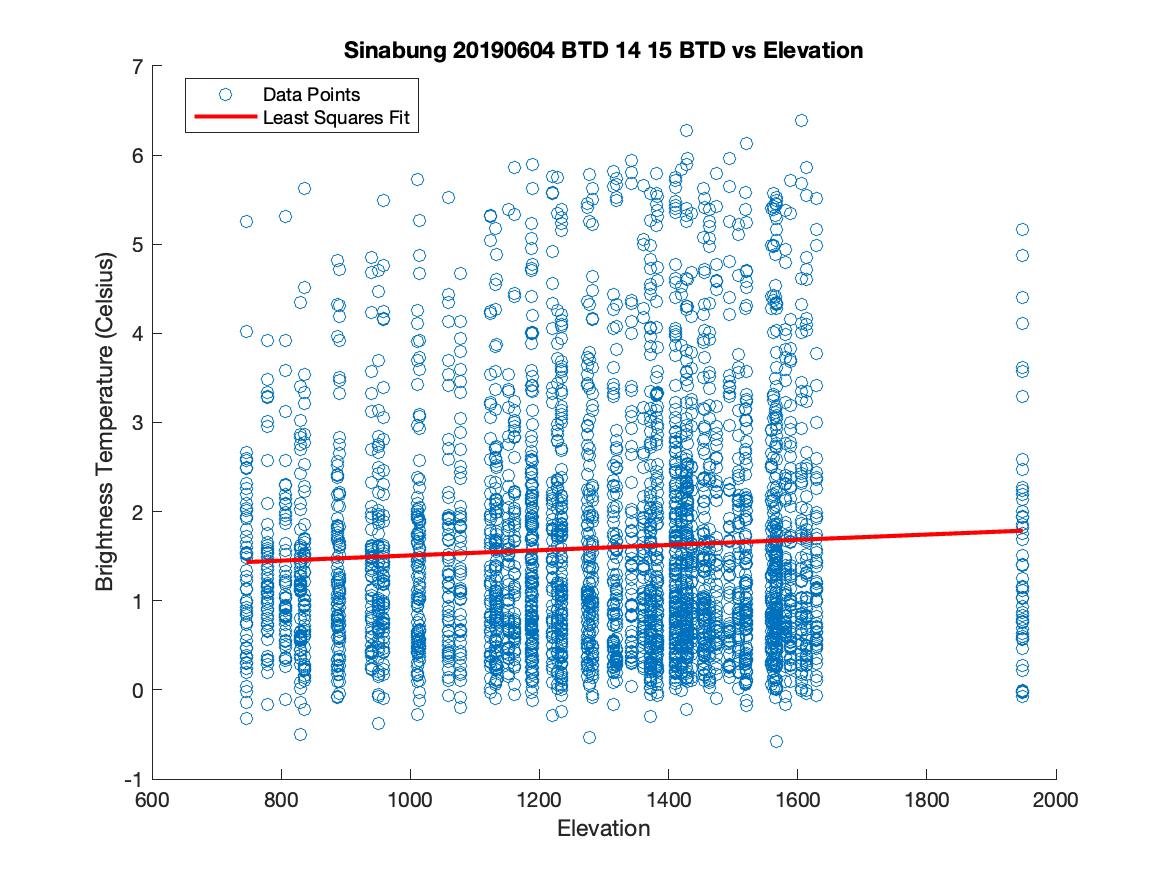 Sinabung 20190604 BTD 14 15 BTD vs Elevation
Data Points
Least Squares Fit
Brightness Temperature (Celsius)
7
6
5
4
3
2
1
0
-1
600 800 1000 1200 1400 1600 1800 2000
Elevation